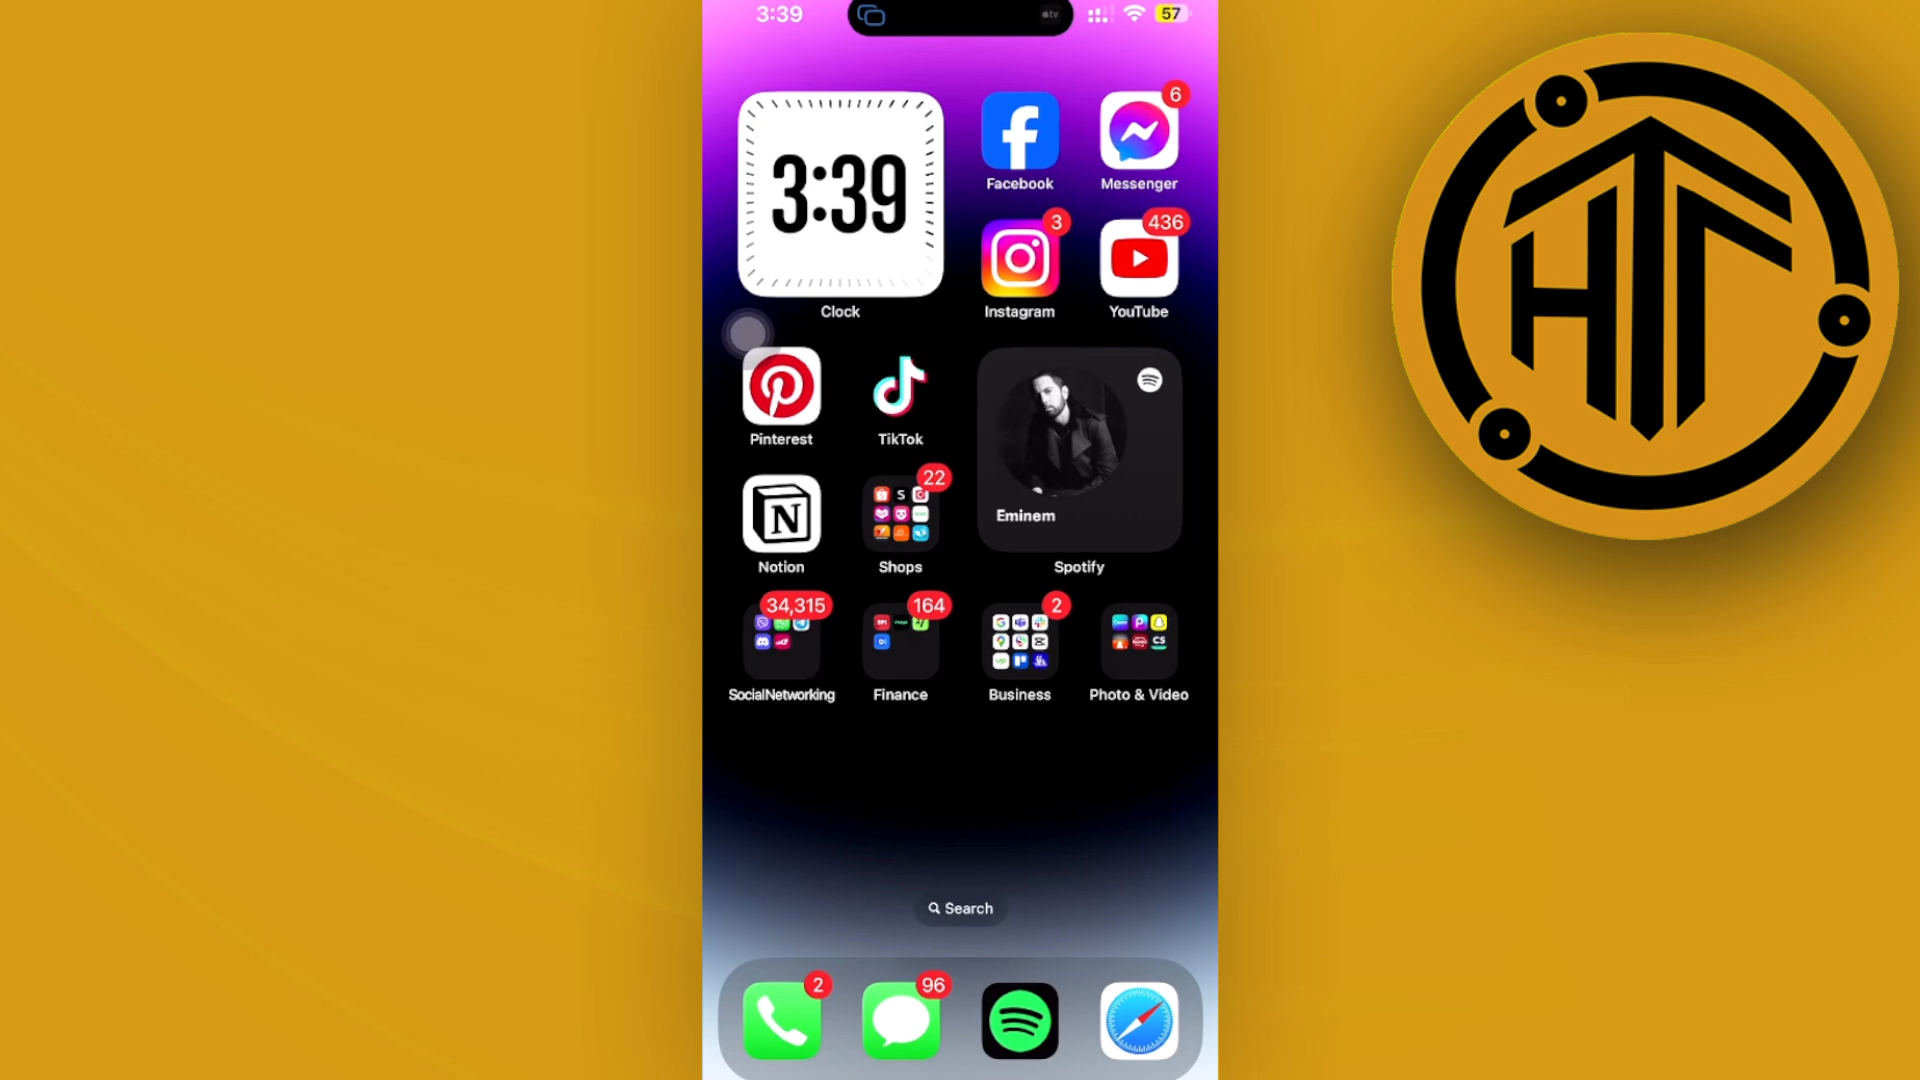 3:39
57
3:39
Clock
Facebook
6
Messenger
3
Instagram
436
YouTube
Pinterest
TikTok
Eminem
Spotify
Notion
22
Shops
34,315
SocialNetworking
164
Finance
2
Business
Photo & Video
Search
2
96